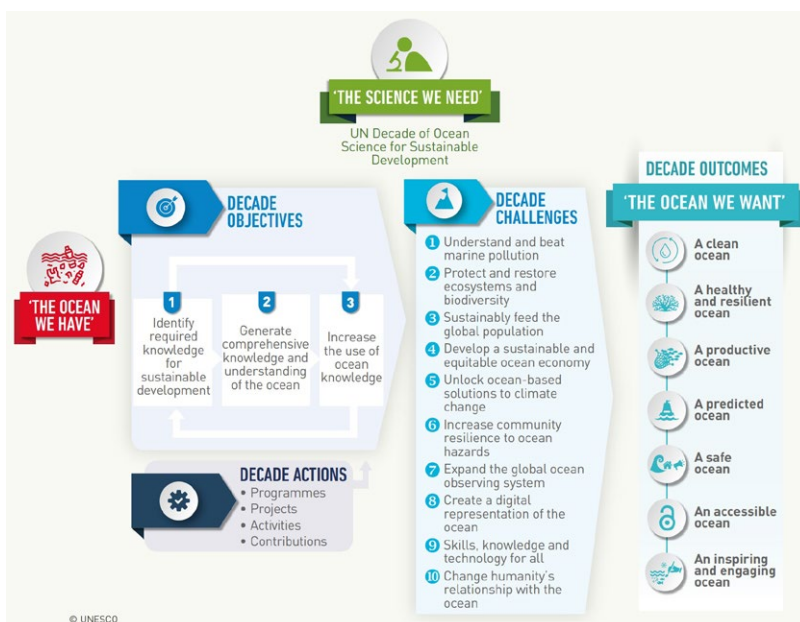 'THE SCIENCE WE NEED'
UN Decade of Ocean
Science for Sustainable
Development
'THE OCEAN
WE HAVE'
DECADE
OBJECTIVES
1
Identify
required
knowledge
for
sustainable
development
2
Generate
comprehensive
knowledge and
understanding
of the ocean
3
Increase
the use of
ocean
knowledge
DECADE ACTIONS
• Programmes
• Projects
• Activities
• Contributions
DECADE
CHALLENGES
1 Understand and beat
marine pollution
2 Protect and restore
ecosystems and
biodiversity
3 Sustainably feed the
global population
4 Develop a sustainable and
equitable ocean economy
5 Unlock ocean-based
solutions to climate
change
6 Increase community
resilience to ocean
hazards
7 Expand the global ocean
observing system
8 Create a digital
representation of the
ocean
9 Skills, knowledge and
technology for all
10 Change humanity's
relationship with the
ocean
DECADE OUTCOMES
'THE OCEAN WE WANT'
A clean
ocean
A healthy
and resilient
ocean
A productive
ocean
A predicted
ocean
A safe
ocean
An accessible
ocean
An inspiring
and engaging
ocean
© UNESCO